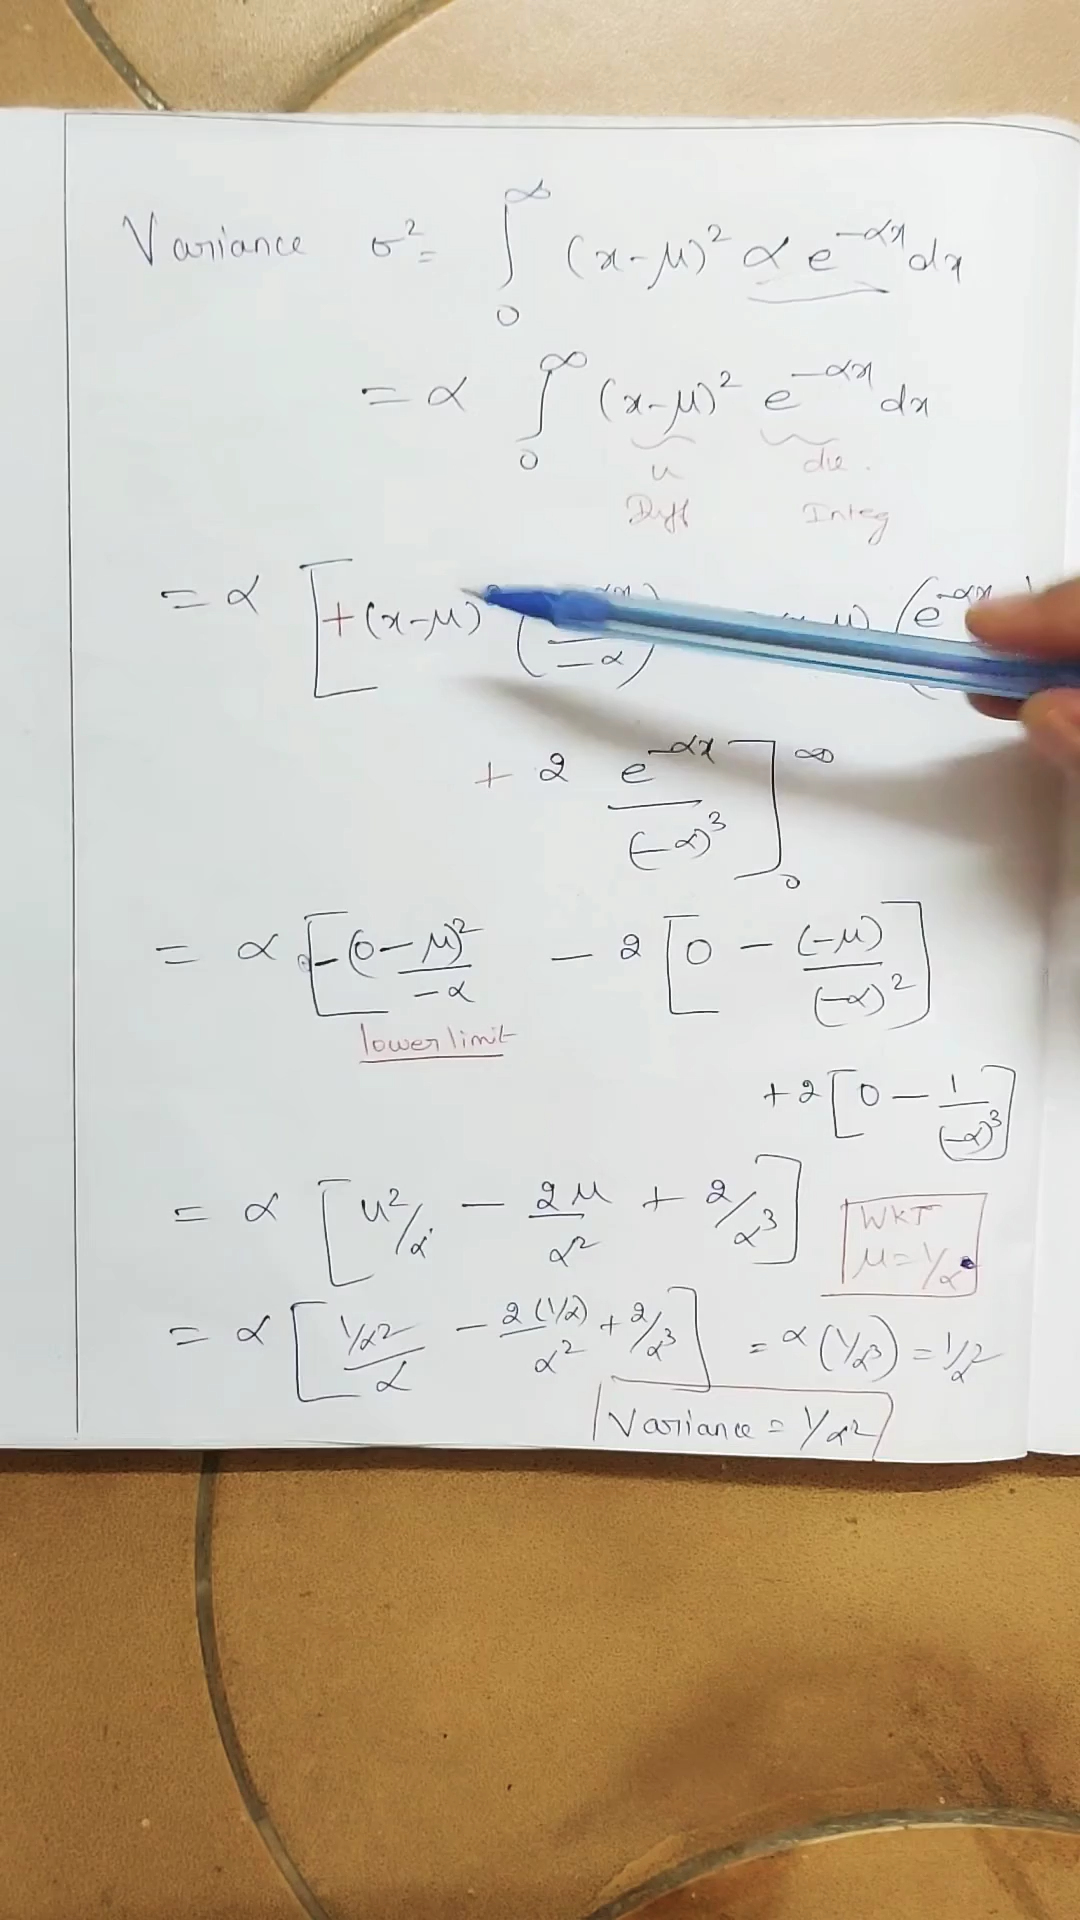 Variance σ² = ∫₀^∞ (x-μ)² α e^{-αx} dx
= α ∫₀^∞ (x-μ)² e^{-αx} dx
u dv.
Diff Integ
= α [+(x-μ) ( /-α) (e^{-αx}
+ 2 e^{-αx}/(-α)³ ]₀^∞
= α [-(0-μ)²/-α - 2 [0 - (-μ)/(-α)²]
lower limit
+2 [0 - 1/(-α)³]
= α [μ²/α - 2μ/α² + 2/α³]
WKT
μ = 1/α
= α [1/α²/α - 2(1/α)/α² + 2/α³] = α (1/α³) = 1/α²
Variance = 1/α²